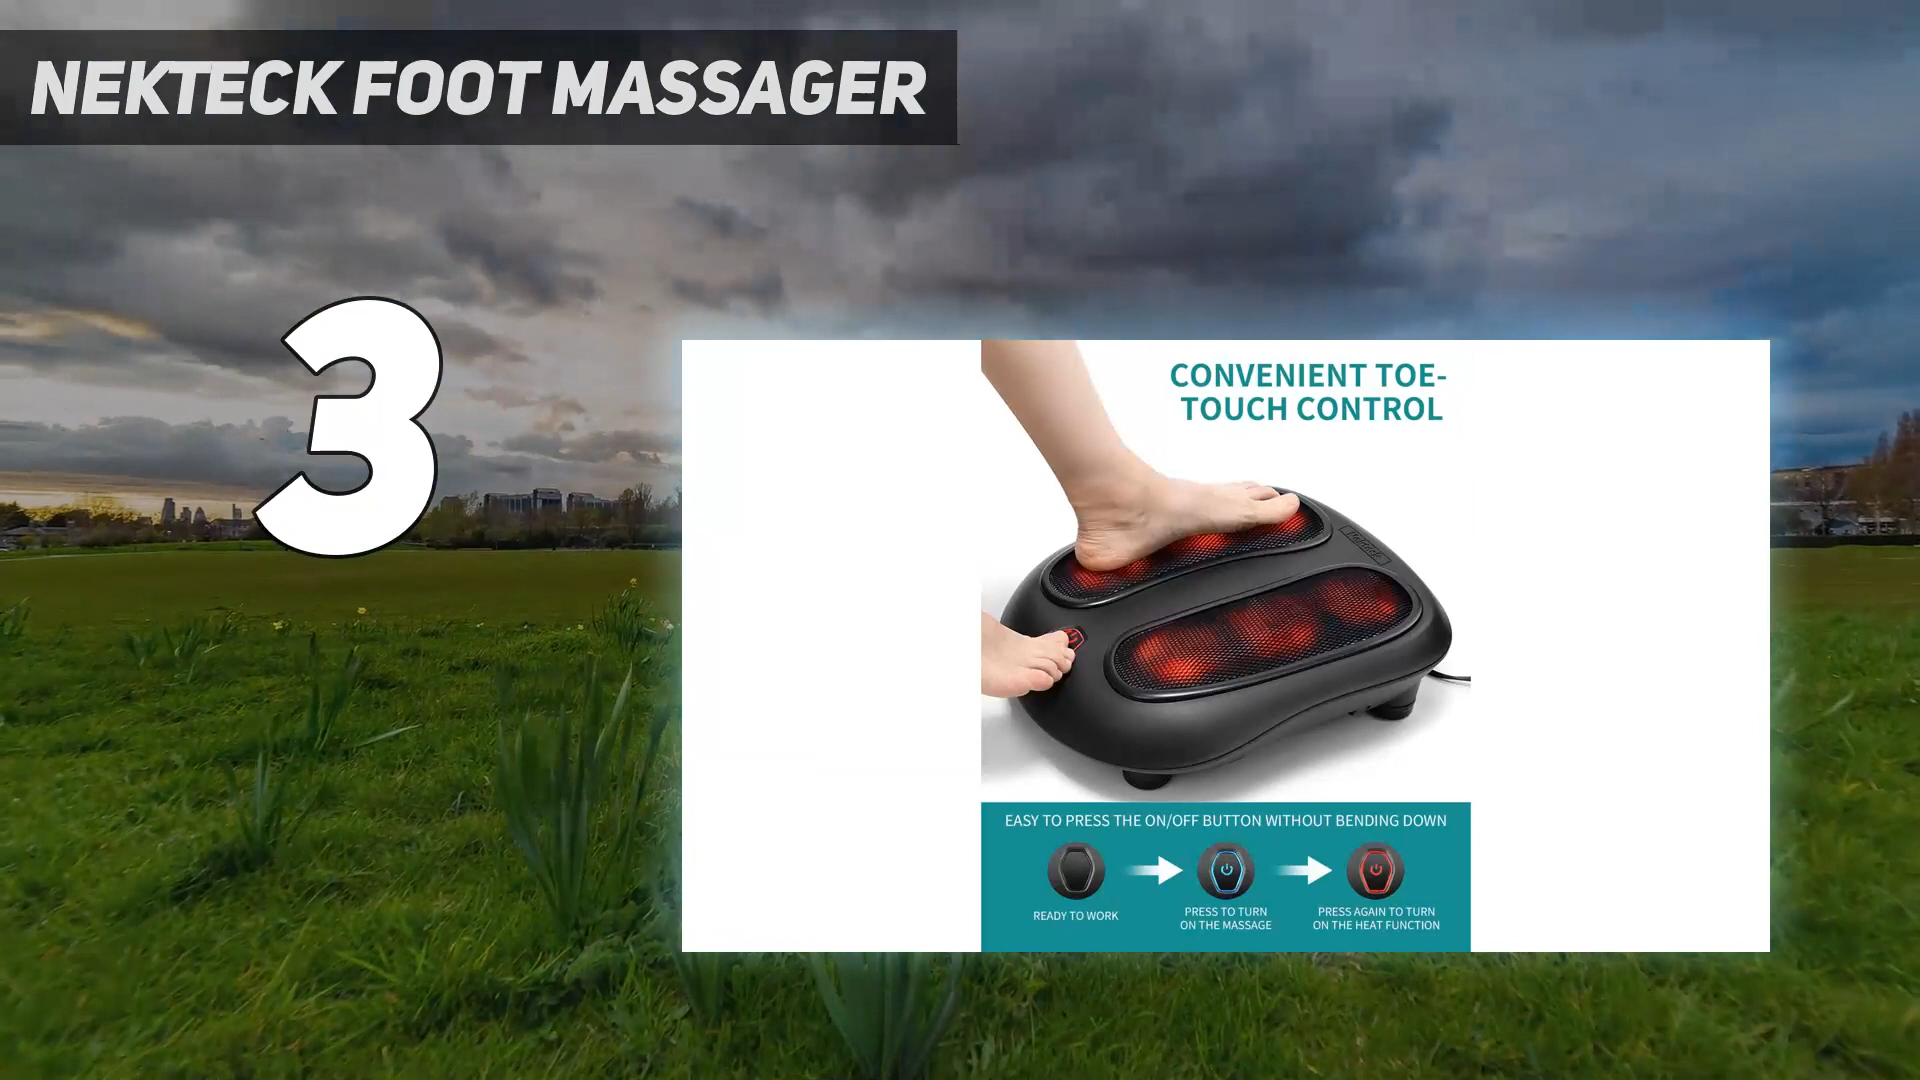 NEKTECK FOOT MASSAGER
3
CONVENIENT TOE-
TOUCH CONTROL
Nekteck
EASY TO PRESS THE ON/OFF BUTTON WITHOUT BENDING DOWN
READY TO WORK
PRESS TO TURN
ON THE MASSAGE
PRESS AGAIN TO TURN
ON THE HEAT FUNCTION